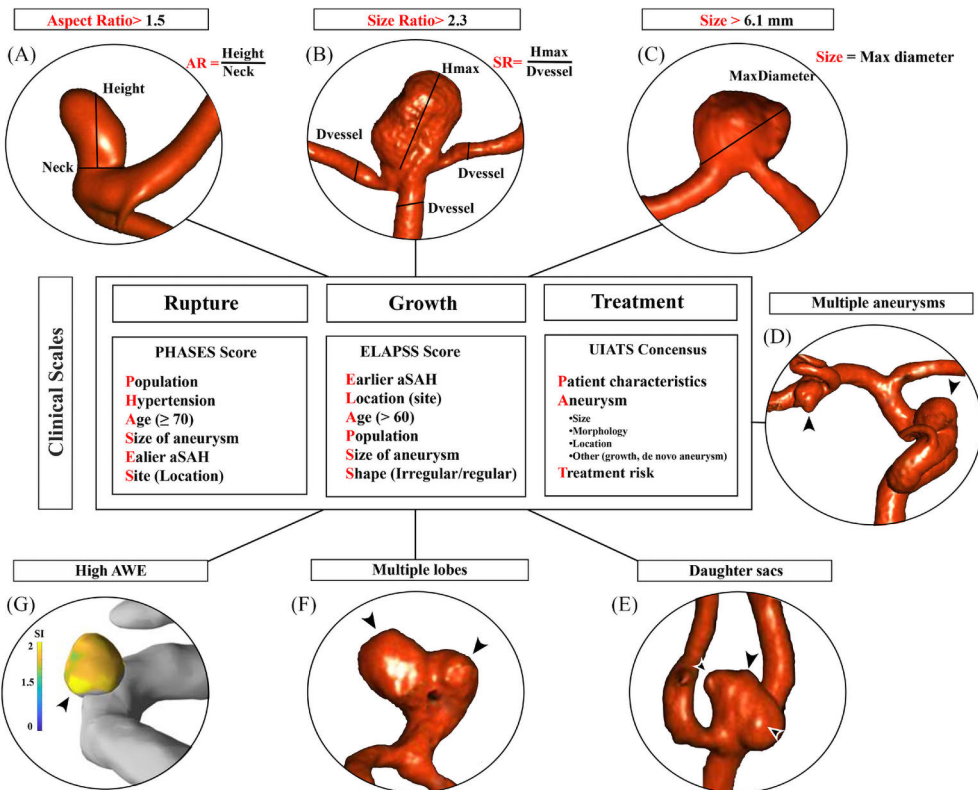 Aspect Ratio> 1.5
Size Ratio> 2.3
Size > 6.1 mm
(A)
AR = Height
Neck
Height
Neck
(B)
SR= Hmax
Dvessel
Hmax
Dvessel
Dvessel
Dvessel
(C)
Size = Max diameter
MaxDiameter
Clinical Scales
Rupture
PHASES Score
Population
Hypertension
Age (≥ 70)
Size of aneurysm
Ealier aSAH
Site (Location)
Growth
ELAPSS Score
Earlier aSAH
Location (site)
Age (> 60)
Population
Size of aneurysm
Shape (Irregular/regular)
Treatment
UIATS Concensus
Patient characteristics
Aneurysm
•Size
•Morphology
•Location
•Other (growth, de novo aneurysm)
Treatment risk
Multiple aneurysms
(D)
High AWE
(G)
SI
2
1.5
0
Multiple lobes
(F)
Daughter sacs
(E)